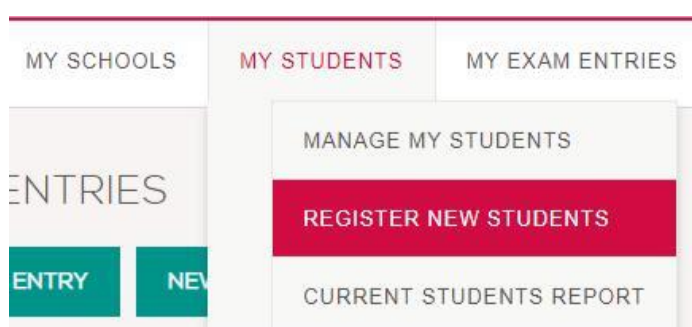 MY SCHOOLS MY STUDENTS MY EXAM ENTRIES
MANAGE MY STUDENTS
ENTRIES
REGISTER NEW STUDENTS
ENTRY
CURRENT STUDENTS REPORT